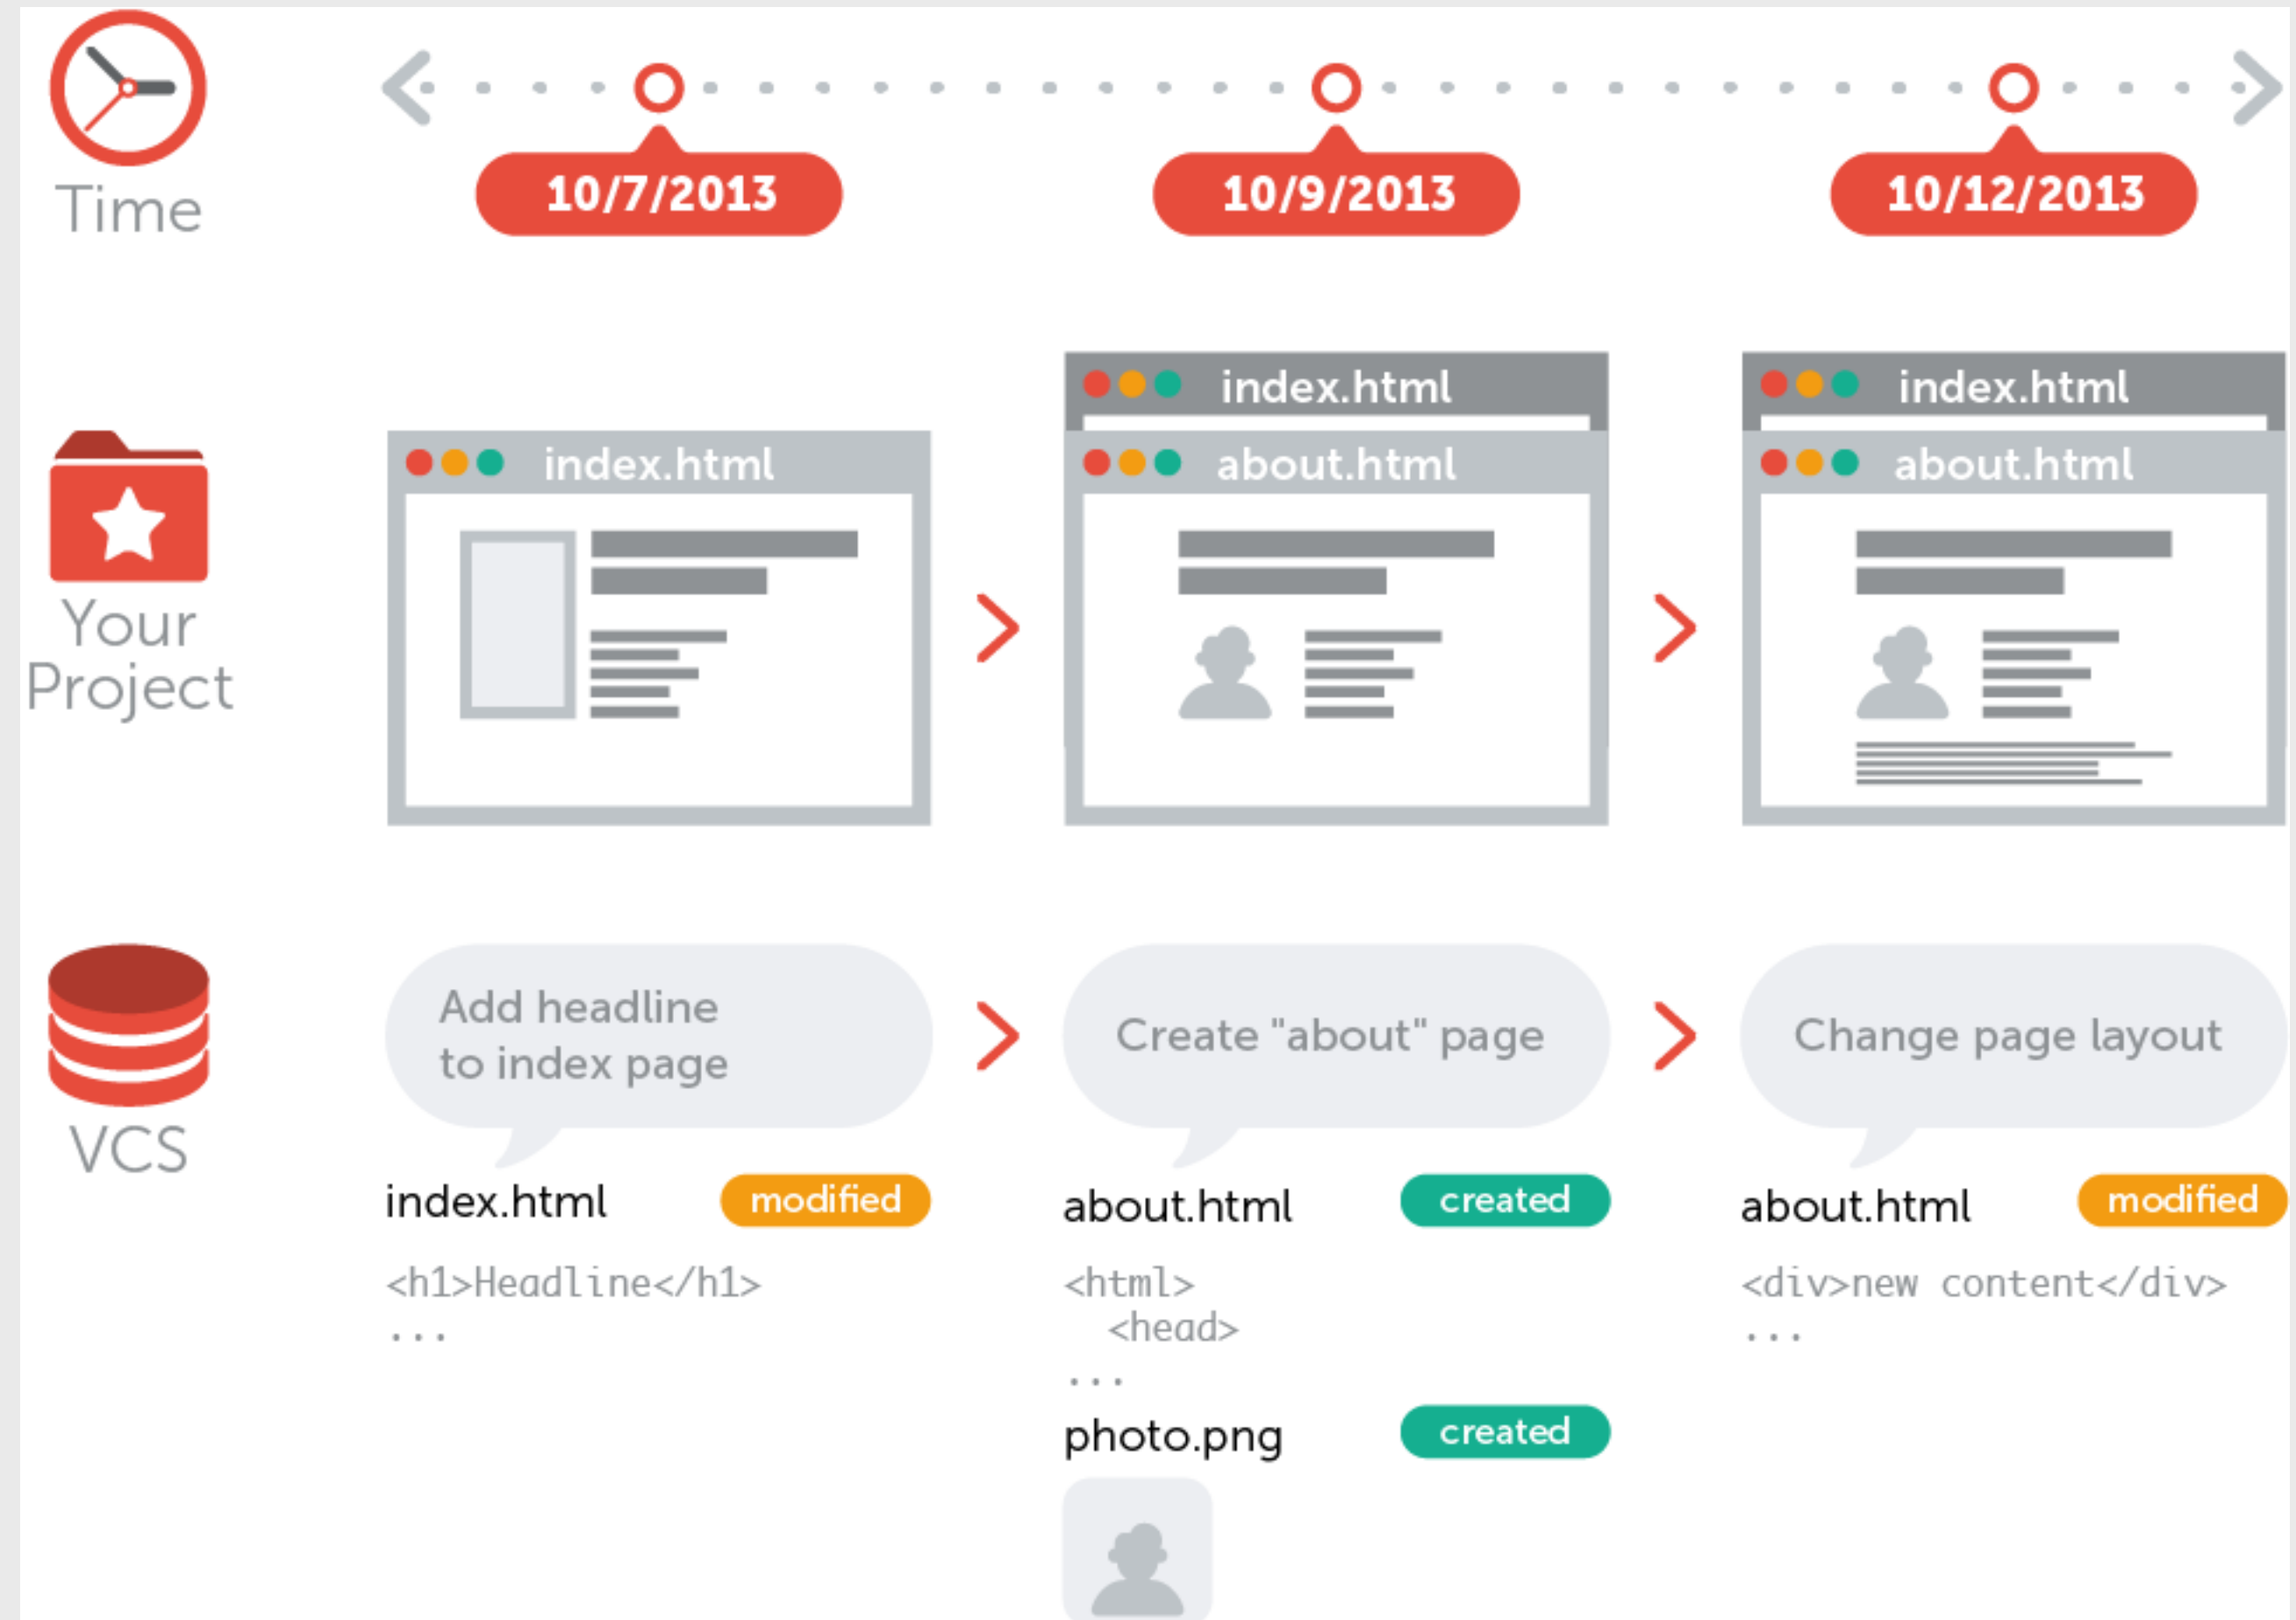 Time
10/7/2013
10/9/2013
10/12/2013
Your
Project
index.html
index.html
about.html
index.html
about.html
VCS
Add headline
to index page
index.html modified
<h1>Headline</h1>
...
Create "about" page
about.html created
<html>
<head>
...
photo.png created
Change page layout
about.html modified
<div>new content</div>
...